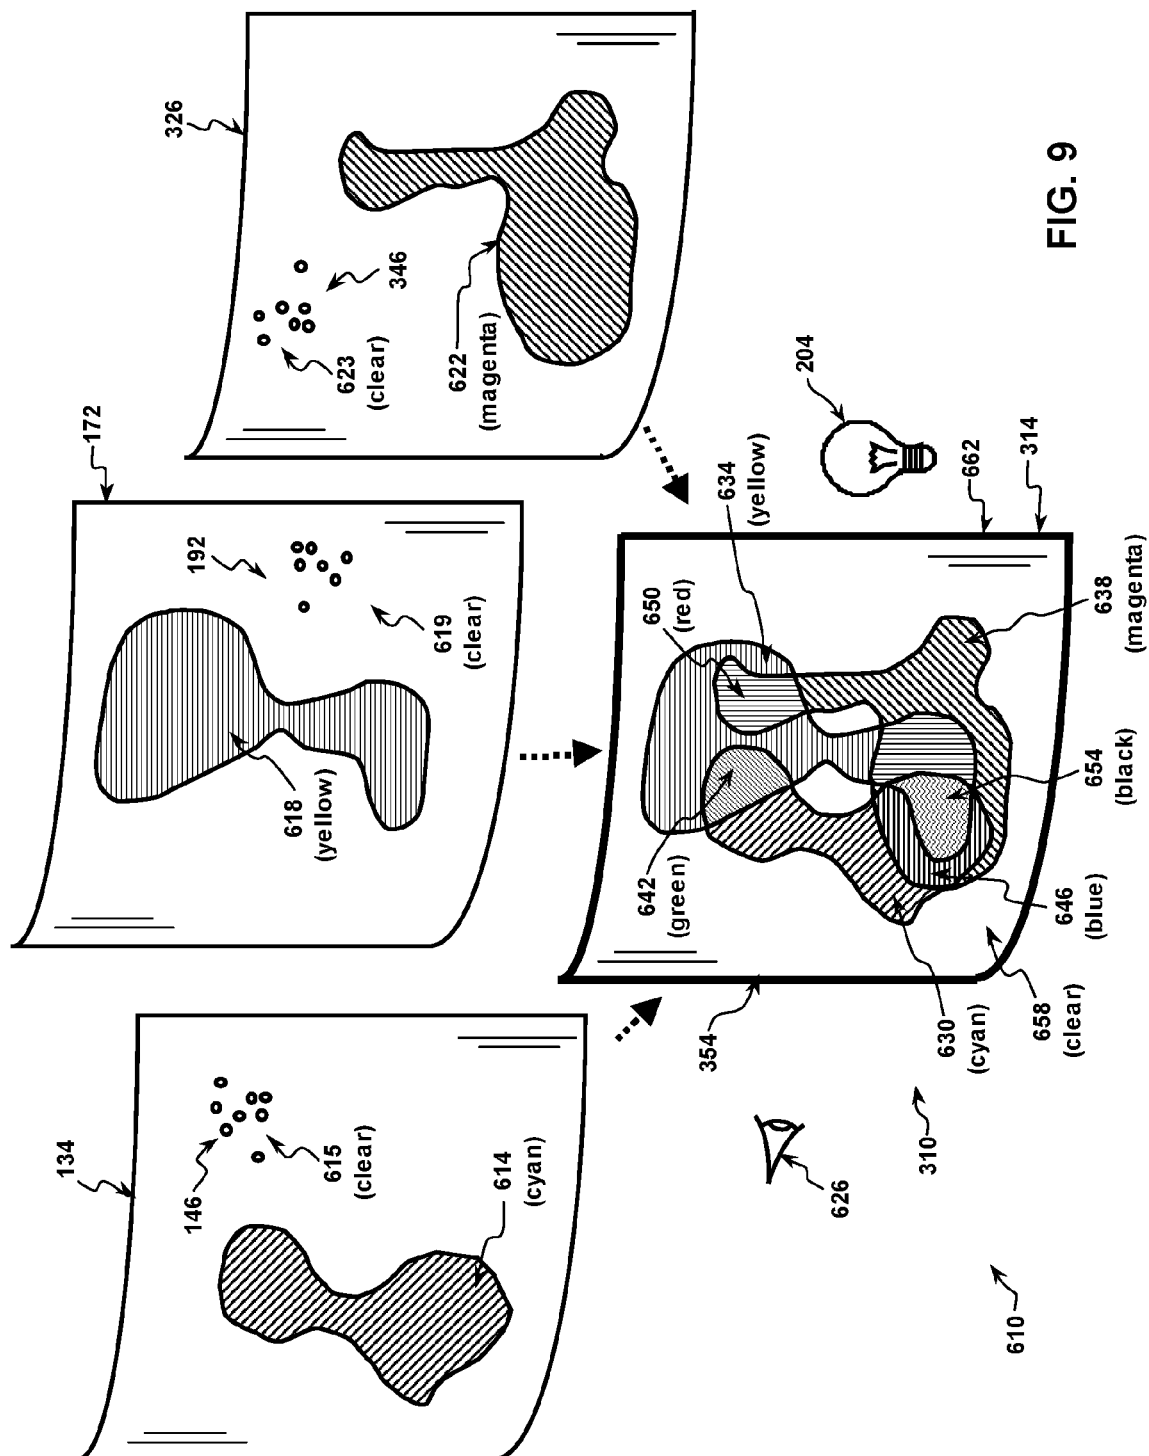 134
146
615
(clear)
614
(cyan)
172
192
618
(yellow)
619
(clear)
326
346
623
(clear)
622
(magenta)
642
(green)
650
(red)
634
(yellow)
204
354
626
310
630
(cyan)
658
(clear)
646
(blue)
654
(black)
638
(magenta)
662
314
610
FIG. 9